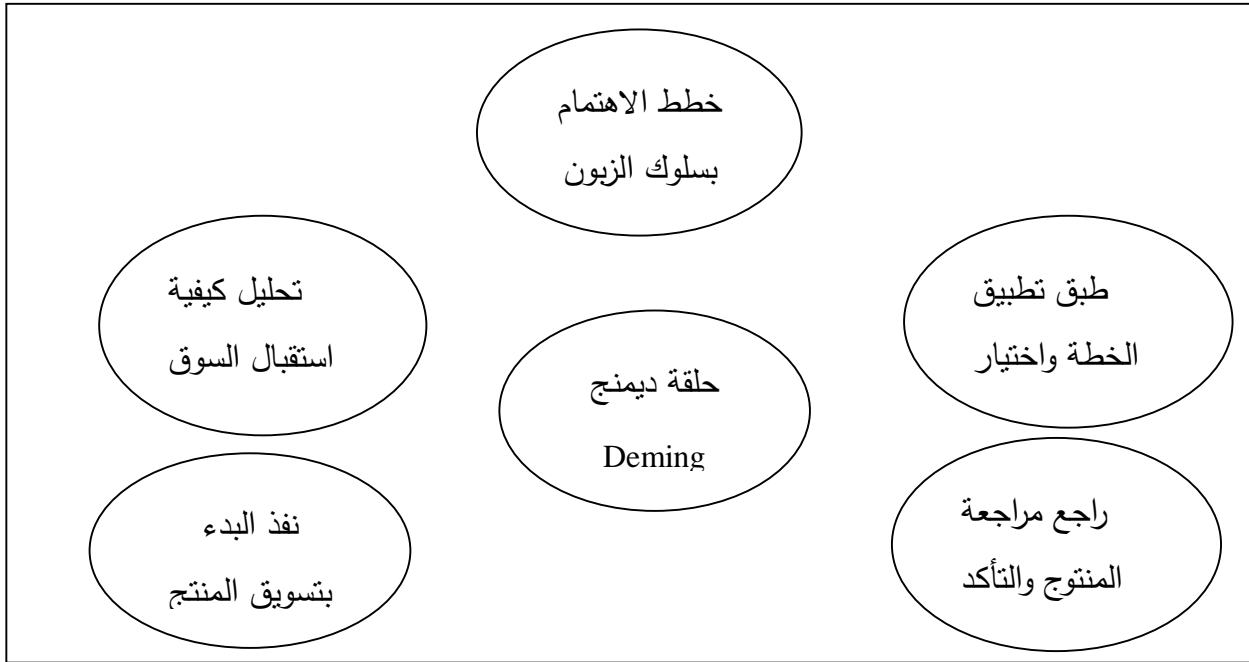 خطط الاهتمام
بسلوك الزبون
طبق تطبيق
الخطة واختيار
راجع مراجعة
المنتوج والتأكد
نفذ البدء
بتسويق المنتج
تحليل كيفية
استقبال السوق
حلقة ديمنج
Deming